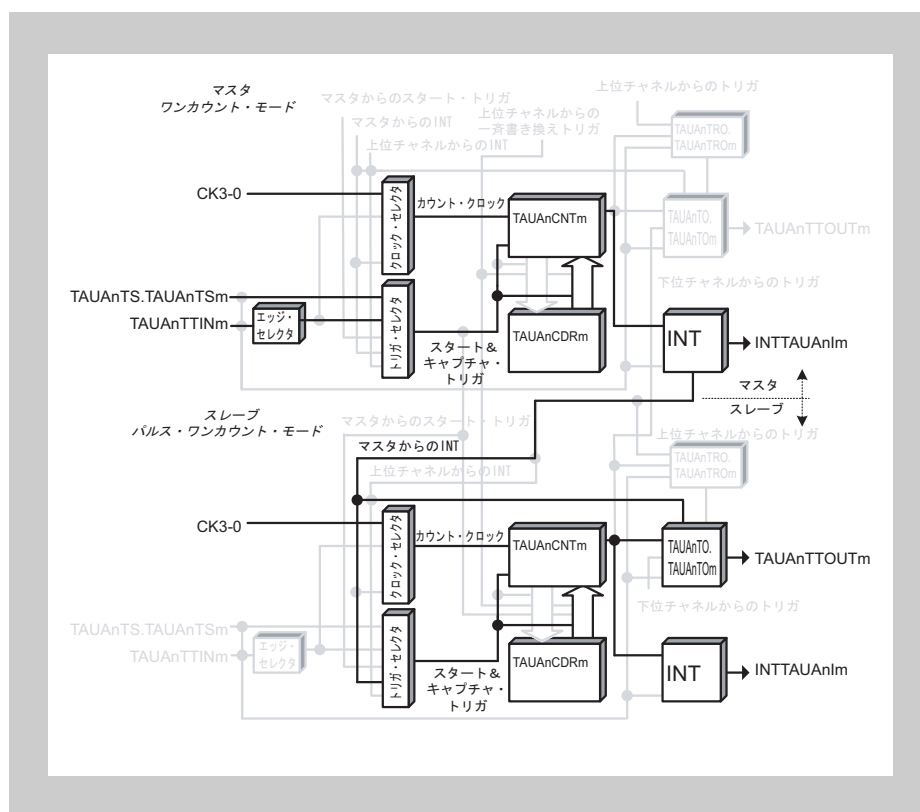 マスタ
ワンカウント・モード
マスタからのスタート・トリガ
マスタからのINT
上位チャネルからのINT
上位チャネルからの
一斉書き換えトリガ
上位チャネルからのトリガ
TAUAnTRO.
TAUAnTROm
CK3-0
クロック・セレクタ
カウント・クロック
TAUAnCNTm
TAUAnTO.
TAUAnTOm
TAUAnTTOUTm
下位チャネルからのトリガ
TAUAnTS.TAUAnTSm
TAUAnTTINm
エッジ・
セレクタ
トリガ・セレクタ
スタート&
キャプチャ・
トリガ
TAUAnCDRm
INT
INTTAUAnIm
マスタ
スレーブ
スレーブ
パルス・ワンカウント・モード
マスタからのスタート・トリガ
マスタからのINT
上位チャネルからのINT
上位チャネルからのトリガ
TAUAnTRO.
TAUAnTROm
CK3-0
クロック・セレクタ
カウント・クロック
TAUAnCNTm
TAUAnTO.
TAUAnTOm
TAUAnTTOUTm
下位チャネルからのトリガ
TAUAnTS.TAUAnTSm
TAUAnTTINm
エッジ・
セレクタ
トリガ・セレクタ
スタート&
キャプチャ・
トリガ
TAUAnCDRm
INT
INTTAUAnIm